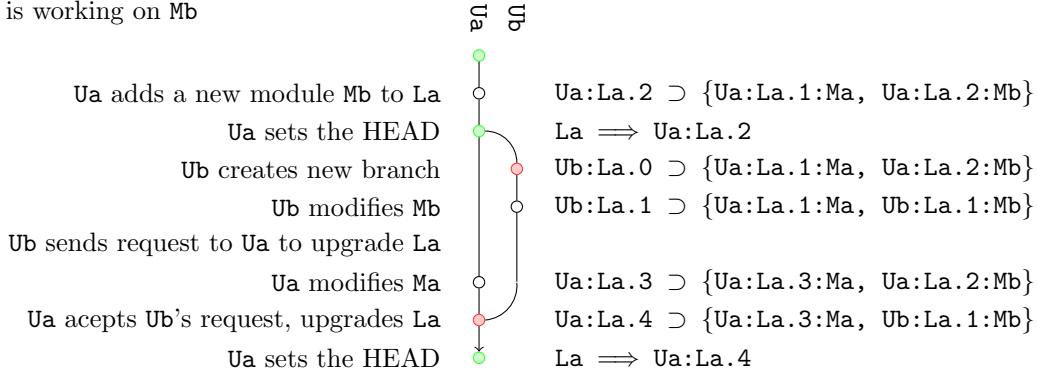 is working on Mb
Ua Ub
Ua adds a new module Mb to La Ua:La.2 ⊃ {Ua:La.1:Ma, Ua:La.2:Mb}
Ua sets the HEAD La ⟹ Ua:La.2
Ub creates new branch Ub:La.0 ⊃ {Ua:La.1:Ma, Ua:La.2:Mb}
Ub modifies Mb Ub:La.1 ⊃ {Ua:La.1:Ma, Ub:La.1:Mb}
Ub sends request to Ua to upgrade La
Ua modifies Ma Ua:La.3 ⊃ {Ua:La.3:Ma, Ua:La.2:Mb}
Ua acepts Ub's request, upgrades La Ua:La.4 ⊃ {Ua:La.3:Ma, Ub:La.1:Mb}
Ua sets the HEAD La ⟹ Ua:La.4